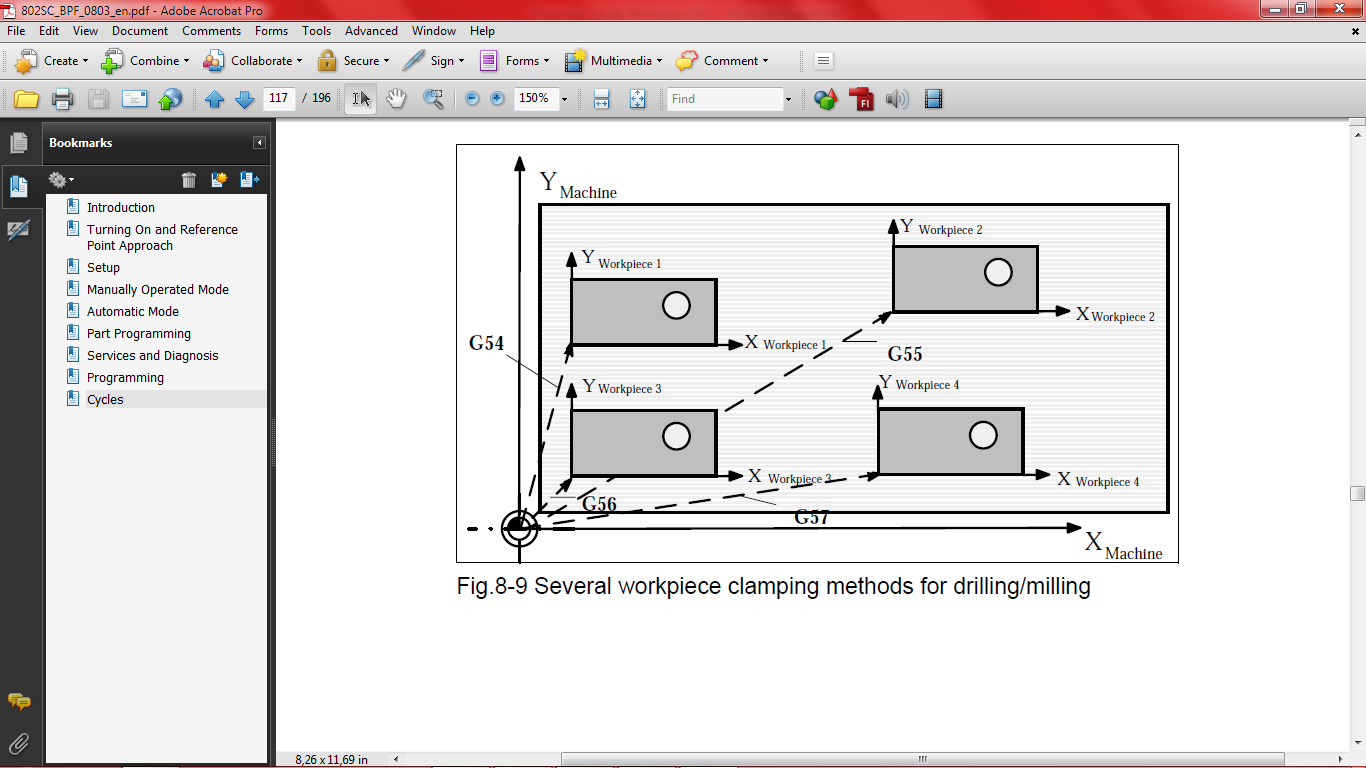 802SC_BPF_0803_en.pdf - Adobe Acrobat Pro
File Edit View Document Comments Forms Tools Advanced Window Help
Create Combine Collaborate Secure Sign Forms Multimedia Comment
117 / 196 150% Find
Bookmarks
Introduction
Turning On and Reference
Point Approach
Setup
Manually Operated Mode
Automatic Mode
Part Programming
Services and Diagnosis
Programming
Cycles
Y Machine
Y Workpiece 2
Y Workpiece 1
X Workpiece 2
G54
X Workpiece 1
G55
Y Workpiece 3
Y Workpiece 4
X Workpiece 3
X Workpiece 4
G56
G57
X Machine
Fig.8-9 Several workpiece clamping methods for drilling/milling
8,26 x 11,69 in